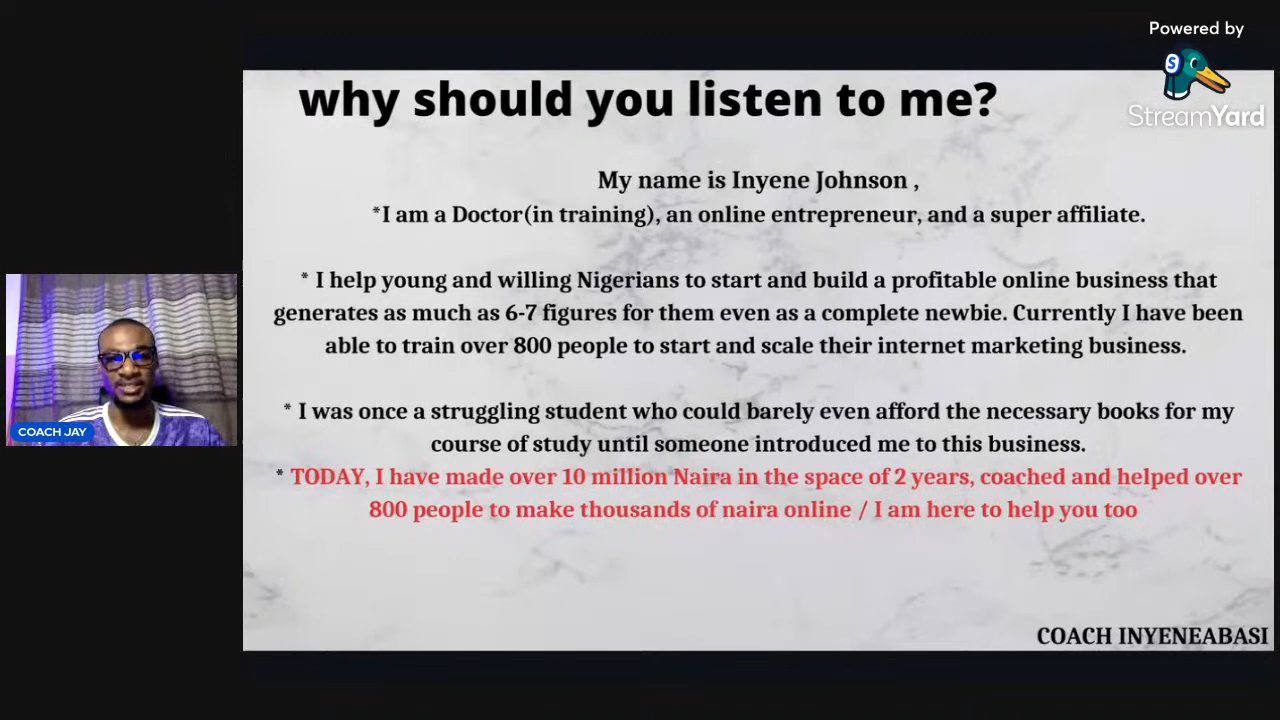 Powered by
StreamYard
why should you listen to me?
My name is Inyene Johnson ,
*I am a Doctor(in training), an online entrepreneur, and a super affiliate.
* I help young and willing Nigerians to start and build a profitable online business that
generates as much as 6-7 figures for them even as a complete newbie. Currently I have been
able to train over 800 people to start and scale their internet marketing business.
* I was once a struggling student who could barely even afford the necessary books for my
course of study until someone introduced me to this business.
* TODAY, I have made over 10 million Naira in the space of 2 years, coached and helped over
800 people to make thousands of naira online / I am here to help you too
COACH JAY
COACH INYENEABASI